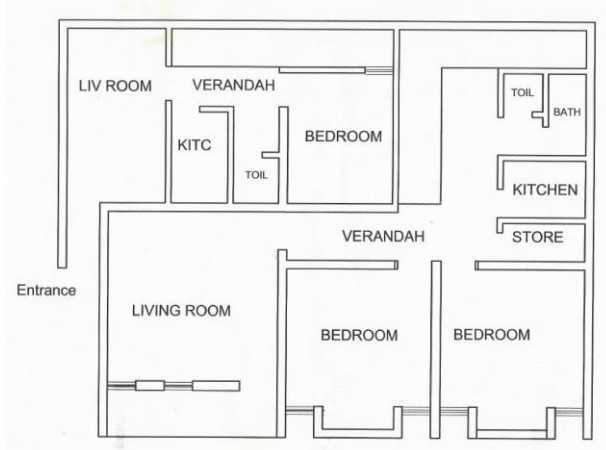 LIV ROOM
VERANDAH
TOIL
BATH
KITC
BEDROOM
TOIL
KITCHEN
VERANDAH
STORE
Entrance
LIVING ROOM
BEDROOM
BEDROOM